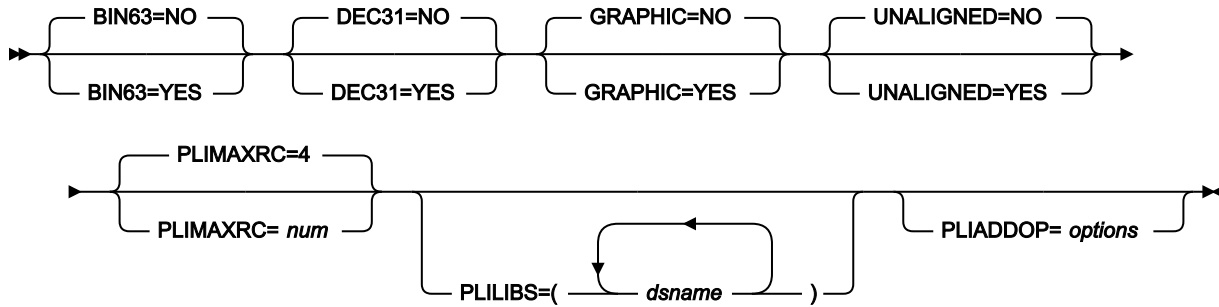 BIN63=NO DEC31=NO GRAPHIC=NO UNALIGNED=NO
BIN63=YES DEC31=YES GRAPHIC=YES UNALIGNED=YES
PLIMAXRC=4
PLIMAXRC= num PLIADDOP= options
PLILIBS=( dsname )